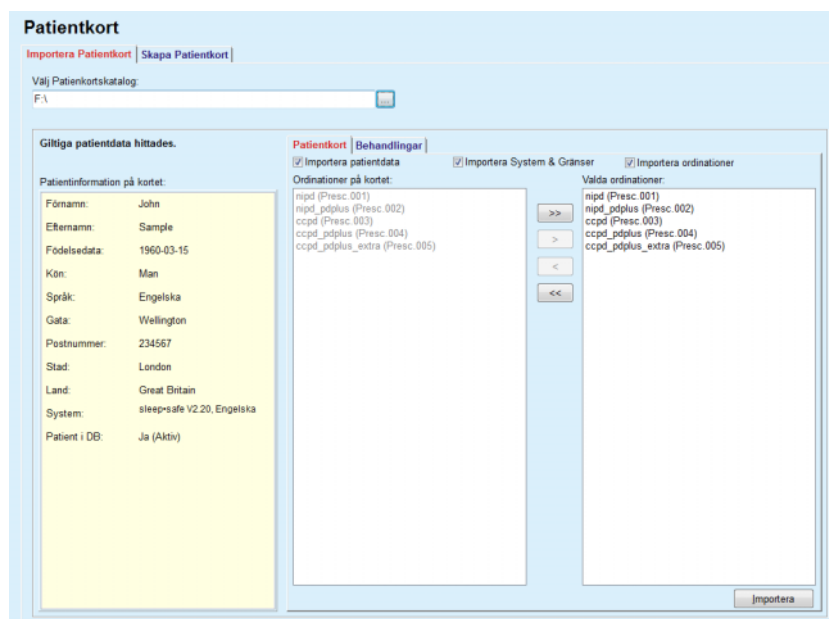 Patientkort
Importera Patientkort Skapa Patientkort
Välj Patienkortskatalog:
F:\
...
Giltiga patientdata hittades.
Patientkort Behandlingar
Importera patientdata Importera System & Gränser Importera ordinationer
Patientinformation på kortet:
Ordinationer på kortet:
Valda ordinationer:
Förnamn: John
Efternamn: Sample
Födelsedata: 1960-03-15
Kön: Man
Språk: Engelska
Gata: Wellington
Postnummer: 234567
Stad: London
Land: Great Britain
System: sleep•safe V2.20, Engelska
Patient i DB: Ja (Aktiv)
nipd (Presc.001)
nipd_pdplus (Presc.002)
ccpd (Presc.003)
ccpd_pdplus (Presc.004)
ccpd_pdplus_extra (Presc.005)
>>
>
<
<<
nipd (Presc.001)
nipd_pdplus (Presc.002)
ccpd (Presc.003)
ccpd_pdplus (Presc.004)
ccpd_pdplus_extra (Presc.005)
Importera